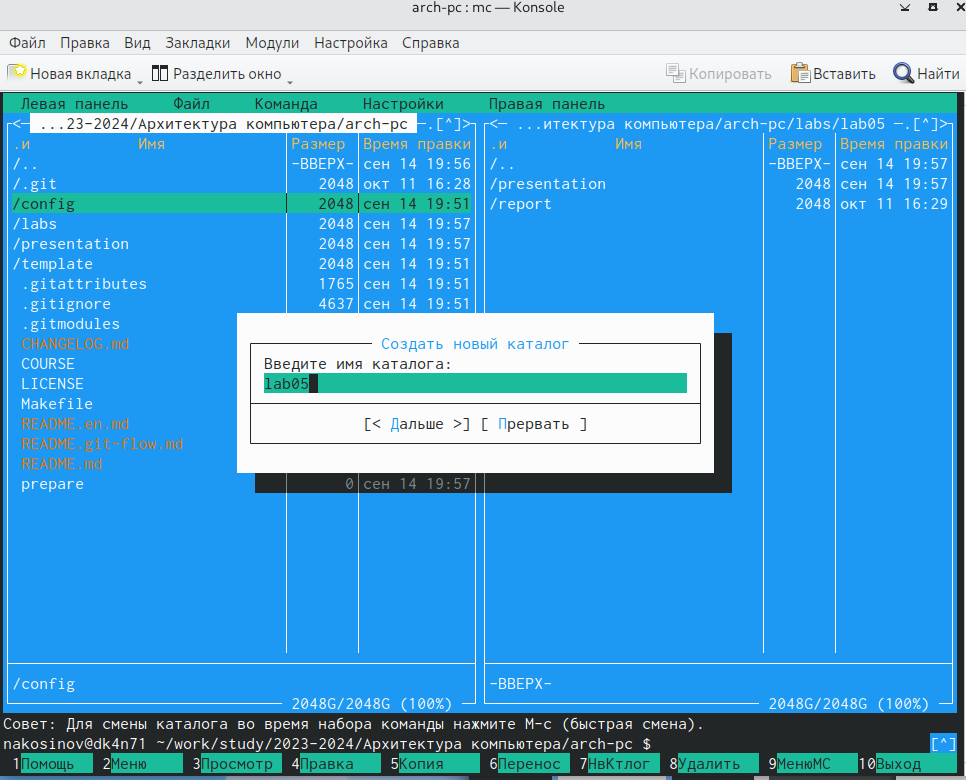 arch-pc : mc — Konsole
Файл Правка Вид Закладки Модули Настройка Справка
Новая вкладка Разделить окно Копировать Вставить Найти
Левая панель Файл Команда Настройки Правая панель
<— ...23-2024/Архитектура компьютера/arch-pc —.[^]> <— ...итектура компьютера/arch-pc/labs/lab05 —.[^]>
.и Имя Размер Время правки .и Имя Размер Время правки
/.. -ВВЕРХ- сен 14 19:56 /.. -ВВЕРХ- сен 14 19:57
/.git 2048 окт 11 16:28 /presentation 2048 сен 14 19:57
/config 2048 сен 14 19:51 /report 2048 окт 11 16:29
/labs 2048 сен 14 19:57
/presentation 2048 сен 14 19:57
/template 2048 сен 14 19:51
.gitattributes 1765 сен 14 19:51
.gitignore 4637 сен 14 19:51
.gitmodules
CHANGELOG.md
COURSE
LICENSE
Makefile
README.en.md
README.git-flow.md
README.md
prepare 0 сен 14 19:57
Создать новый каталог
Введите имя каталога:
lab05
[< Дальше >] [ Прервать ]
/config -ВВЕРХ-
2048G/2048G (100%) 2048G/2048G (100%)
Совет: Для смены каталога во время набора команды нажмите M-c (быстрая смена).
nakosinov@dk4n71 ~/work/study/2023-2024/Архитектура компьютера/arch-pc $ [^]
1Помощь 2Меню 3Просмотр 4Правка 5Копия 6Перенос 7НвКтлог 8Удалить 9МенюМС 10Выход